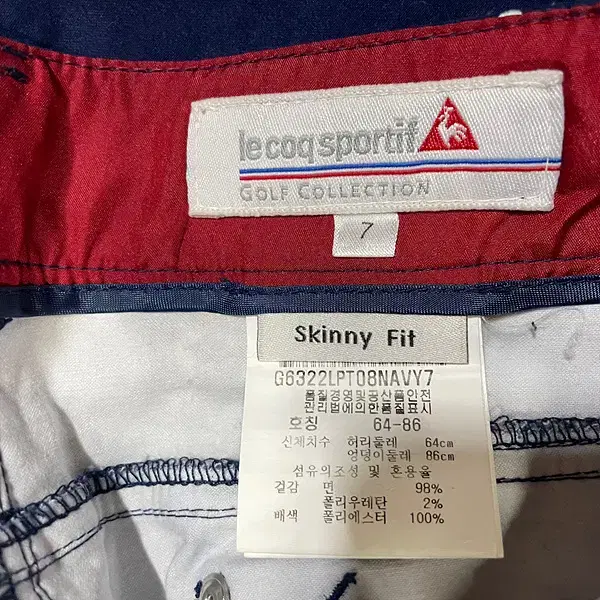 lecoqsportif
GOLF COLLECTION
7
Skinny Fit
G6322LPT08NAVY7
품질경영및공산품안전
관리법에의한품질표시
호칭 64-86
신체치수 허리둘레 64cm
엉덩이둘레 86cm
섬유의조성 및 혼용율
겉감 면 98%
폴리우레탄 2%
배색 폴리에스터 100%